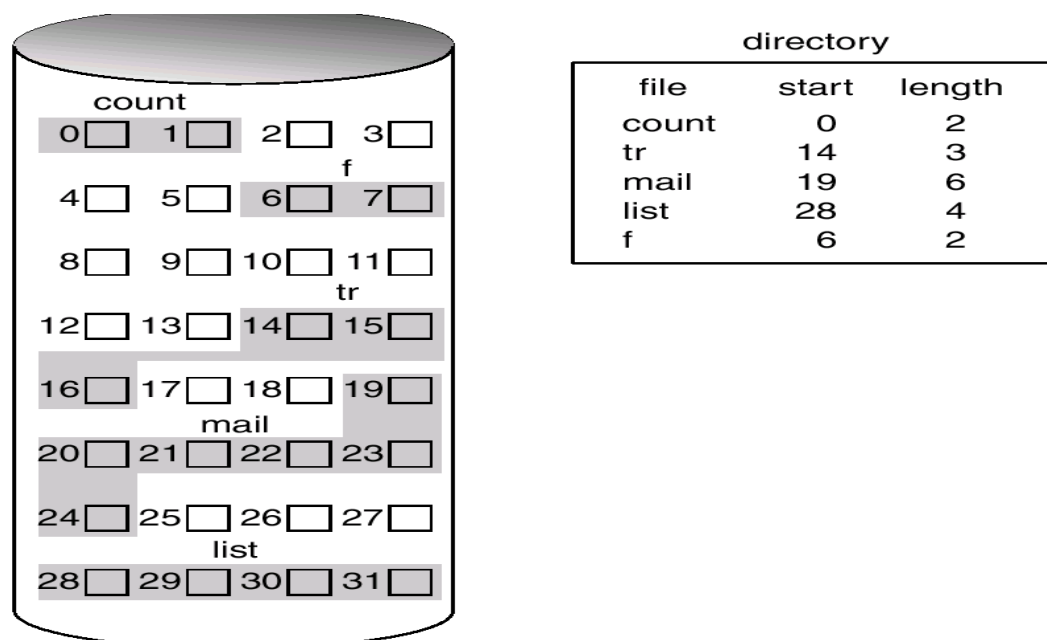 count
0 1 2 3
f
4 5 6 7
8 9 10 11
tr
12 13 14 15
16 17 18 19
mail
20 21 22 23
24 25 26 27
list
28 29 30 31
directory
file start length
count 0 2
tr 14 3
mail 19 6
list 28 4
f 6 2